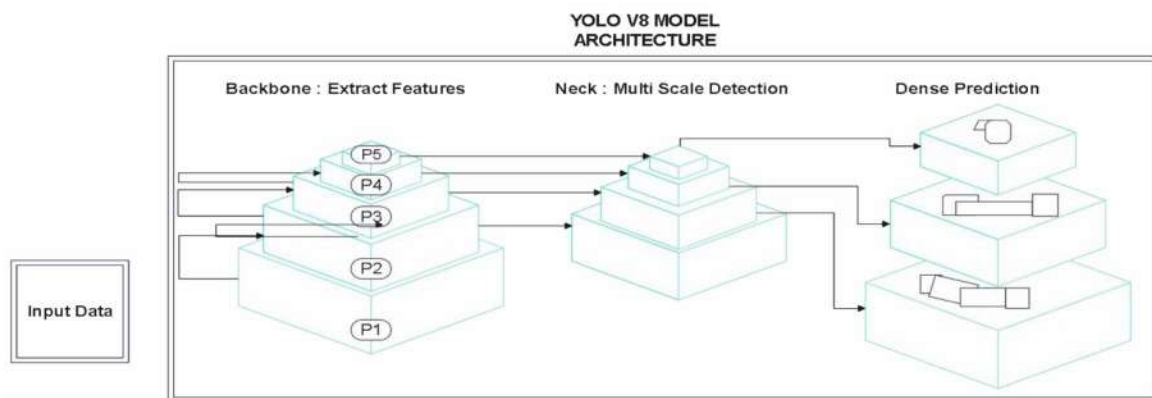 YOLO V8 MODEL
ARCHITECTURE
Backbone : Extract Features
Neck : Multi Scale Detection
Dense Prediction
P5
P4
P3
P2
P1
Input Data